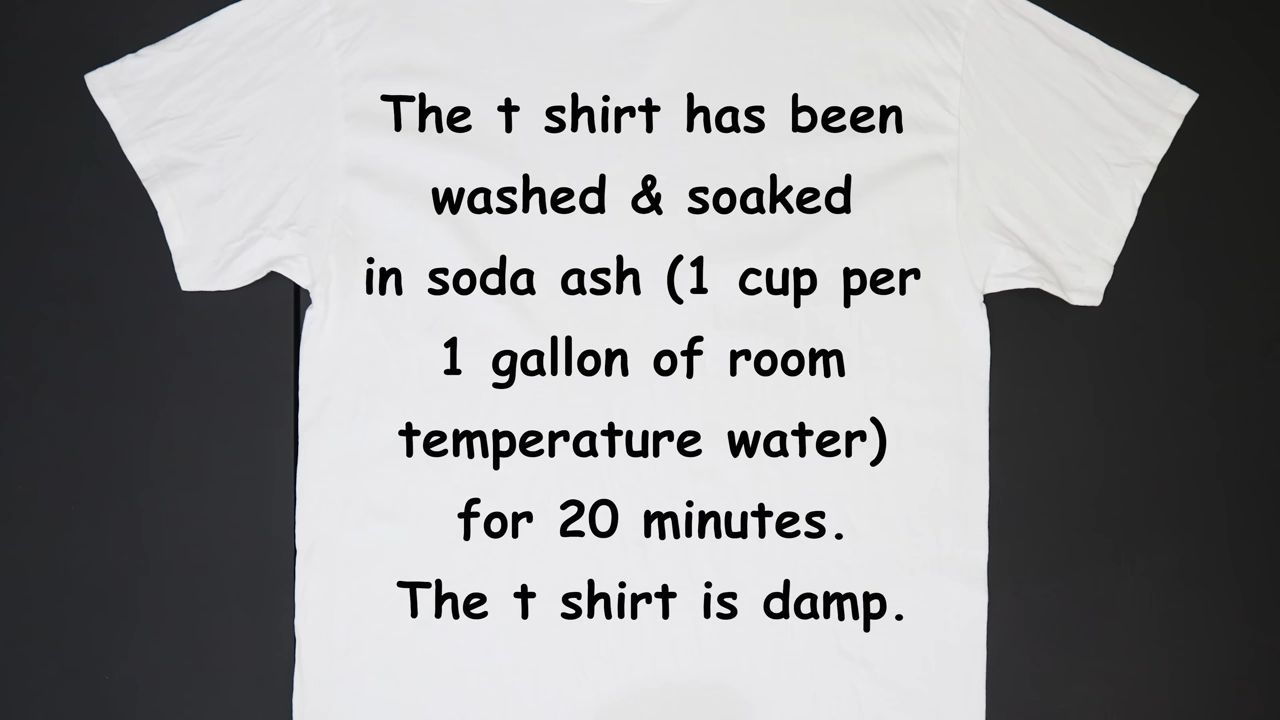 The t shirt has been
washed & soaked
in soda ash (1 cup per
1 gallon of room
temperature water)
for 20 minutes.
The t shirt is damp.